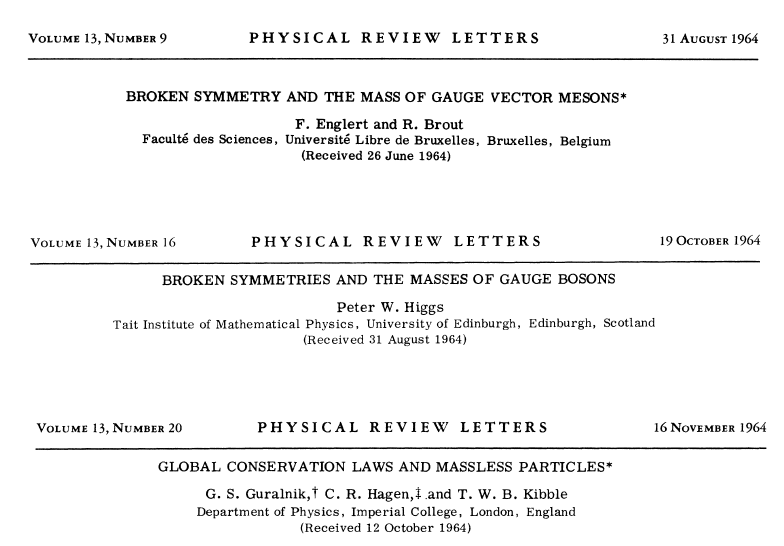 VOLUME 13, NUMBER 9 PHYSICAL REVIEW LETTERS 31 AUGUST 1964
BROKEN SYMMETRY AND THE MASS OF GAUGE VECTOR MESONS*
F. Englert and R. Brout
Faculté des Sciences, Université Libre de Bruxelles, Bruxelles, Belgium
(Received 26 June 1964)
VOLUME 13, NUMBER 16 PHYSICAL REVIEW LETTERS 19 OCTOBER 1964
BROKEN SYMMETRIES AND THE MASSES OF GAUGE BOSONS
Peter W. Higgs
Tait Institute of Mathematical Physics, University of Edinburgh, Edinburgh, Scotland
(Received 31 August 1964)
VOLUME 13, NUMBER 20 PHYSICAL REVIEW LETTERS 16 NOVEMBER 1964
GLOBAL CONSERVATION LAWS AND MASSLESS PARTICLES*
G. S. Guralnik,† C. R. Hagen,‡ and T. W. B. Kibble
Department of Physics, Imperial College, London, England
(Received 12 October 1964)